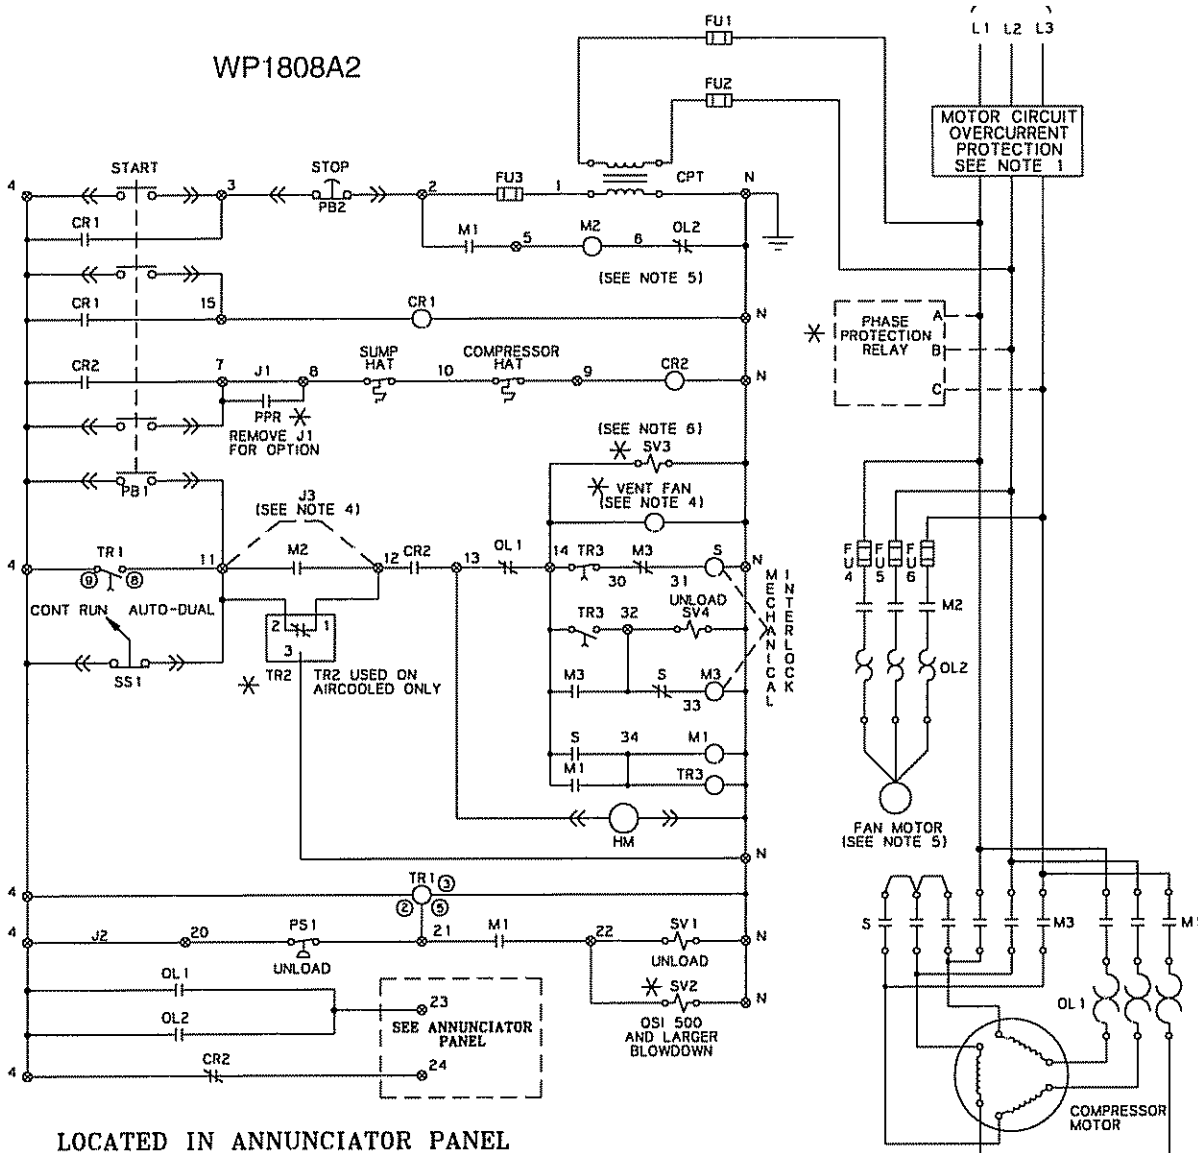 WP1808A2
FU1
L1 L2 L3
FU2
MOTOR CIRCUIT
OVERCURRENT
PROTECTION
SEE NOTE 1
START
STOP
4
3
PB2
2
FU3
1
CPT
N
CR1
M1
5
M2
6
OL2
(SEE NOTE 5)
CR1
15
CR1
N
PHASE
PROTECTION
RELAY
A
B
C
CR2
7
J1
8
SUMP
HAT
10
COMPRESSOR
HAT
9
CR2
N
PPR
REMOVE J1
FOR OPTION
(SEE NOTE 6)
SV3
PB1
J3
(SEE NOTE 4)
VENT FAN
(SEE NOTE 4)
4
TR1
9
8
11
M2
12
CR2
13
OL1
14
TR3
30
M3
31
S
N
MECHANICAL
INTERLOCK
FU4
FU5
FU6
M2
CONT RUN
AUTO-DUAL
2
1
3
TR3
32
UNLOAD
SV4
SS1
TR2
TR2 USED ON
AIRCOOLED ONLY
M3
S
33
M3
OL2
S
34
M1
M1
TR3
HM
FAN MOTOR
(SEE NOTE 5)
N
4
TR1
3
2
5
4
J2
20
PS1
UNLOAD
21
M1
22
SV1
UNLOAD
N
S
M3
M1
OL1
23
SV2
N
OL2
SEE ANNUNCIATOR
PANEL
OSI 500
AND LARGER
BLOWDOWN
OL1
4
CR2
24
COMPRESSOR
MOTOR
LOCATED IN ANNUNCIATOR PANEL